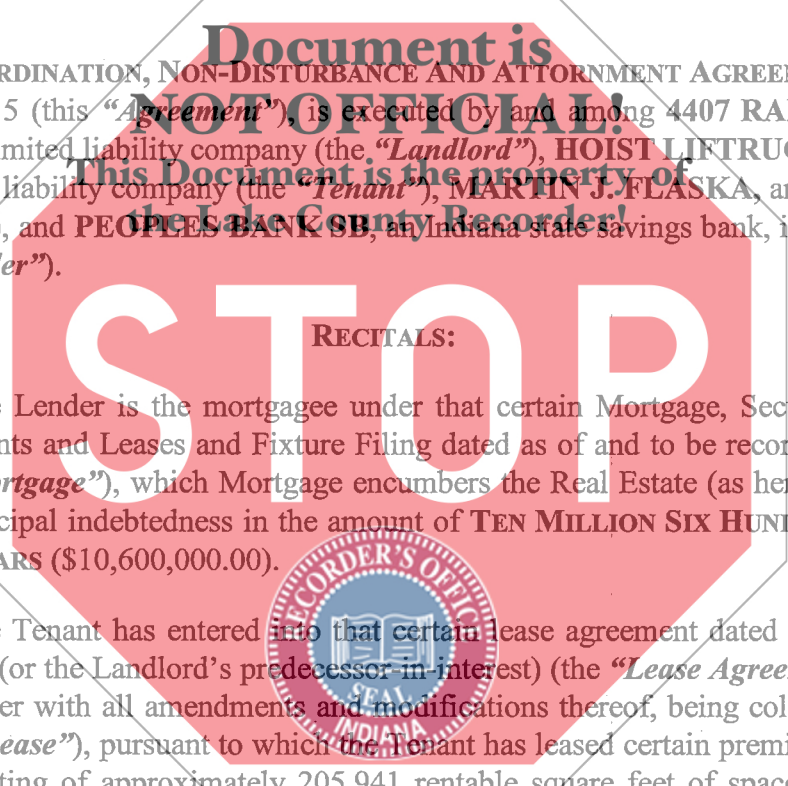 Document is
RDINATION, NON-DISTURBANCE AND ATTORNMENT AGREE
5 (this “Agreement”), is executed by and among 4407 RA
NOT OFFICIAL!
mited liability company (the “Landlord”), HOIST LIFTRUC
This Document is the property of
liability company (the “Tenant”), MARTIN J. FLASKA, a
, and PEOPLES BANK SB, an Indiana state savings bank, i
the Lake County Recorder!
er”).
STOP
RECITALS:
Lender is the mortgagee under that certain Mortgage, Sec
nts and Leases and Fixture Filing dated as of and to be recor
rtgage”), which Mortgage encumbers the Real Estate (as her
cipal indebtedness in the amount of TEN MILLION SIX HUN
ARS ($10,600,000.00).
RECORDER'S OFFICE
Tenant has entered into that certain lease agreement dated
(or the Landlord’s predecessor-in-interest) (the “Lease Agree
SEAL
er with all amendments and modifications thereof, being col
INDIANA
ease”), pursuant to which the Tenant has leased certain premi
ting of approximately 205,941 rentable square feet of space